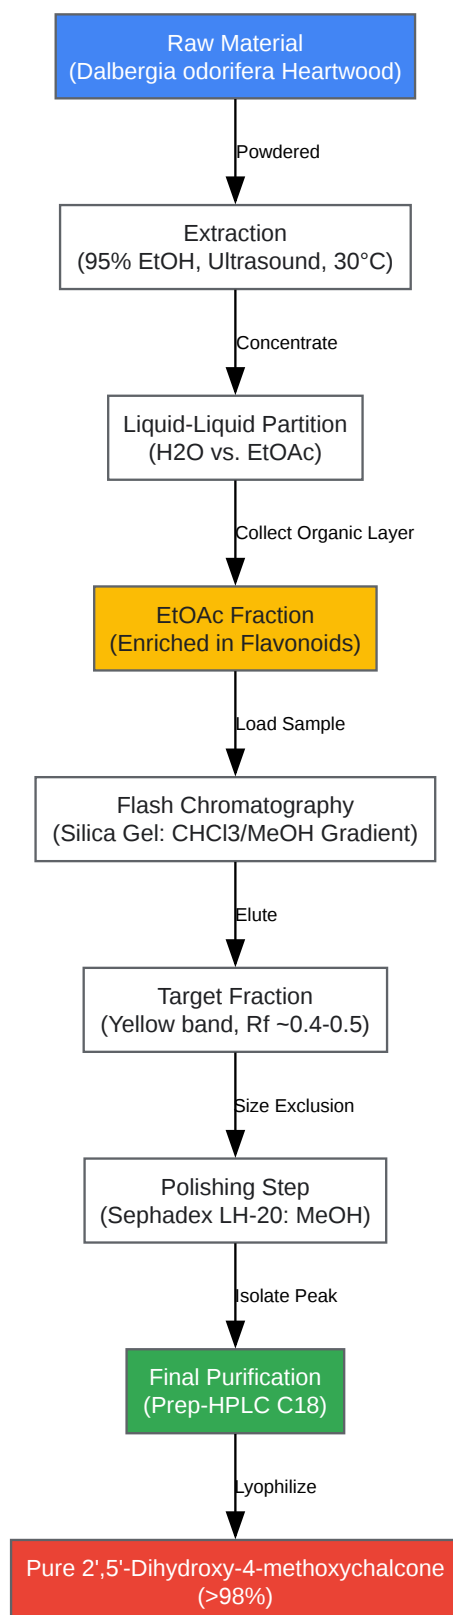 Raw Material
(Dalbergia odorifera Heartwood)
Powdered
Extraction
(95% EtOH, Ultrasound, 30°C)
Concentrate
Liquid-Liquid Partition
(H2O vs. EtOAc)
Collect Organic Layer
EtOAc Fraction
(Enriched in Flavonoids)
Load Sample
Flash Chromatography
(Silica Gel: CHCl3/MeOH Gradient)
Elute
Target Fraction
(Yellow band, Rf ~0.4-0.5)
Size Exclusion
Polishing Step
(Sephadex LH-20: MeOH)
Isolate Peak
Final Purification
(Prep-HPLC C18)
Lyophilize
Pure 2',5'-Dihydroxy-4-methoxychalcone
(>98%)